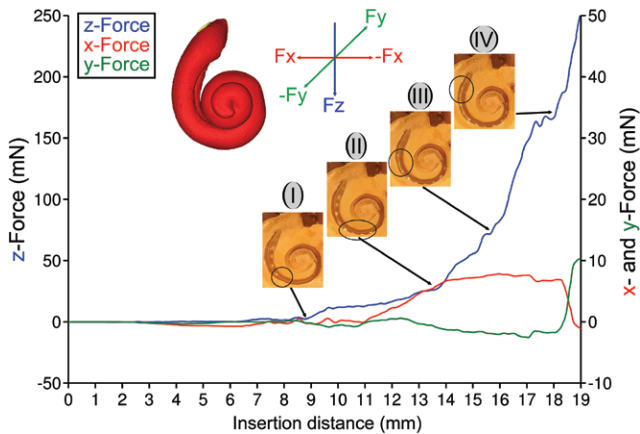 z-Force
x-Force
y-Force
Fy
Fx
-Fx
-Fy
Fz
(I)
(II)
(III)
(IV)
z-Force (mN)
250
200
150
100
50
0
-50
x- and y-Force (mN)
50
40
30
20
10
0
-10
0 1 2 3 4 5 6 7 8 9 10 11 12 13 14 15 16 17 18 19
Insertion distance (mm)